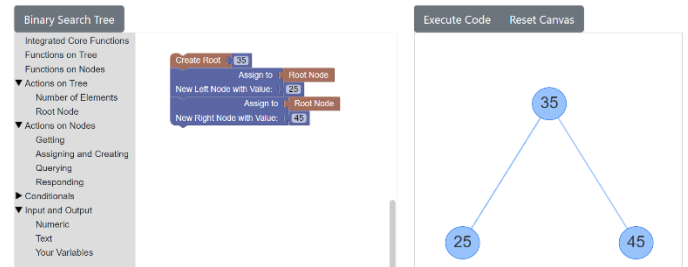 Binary Search Tree
Execute Code Reset Canvas
Integrated Core Functions
Functions on Tree
Functions on Nodes
Actions on Tree
Number of Elements
Root Node
Actions on Nodes
Getting
Assigning and Creating
Querying
Responding
Conditionals
Input and Output
Numeric
Text
Your Variables
Create Root 35
Assign to Root Node
New Left Node with Value: 25
Assign to Root Node
New Right Node with Value: 45
35
25 45